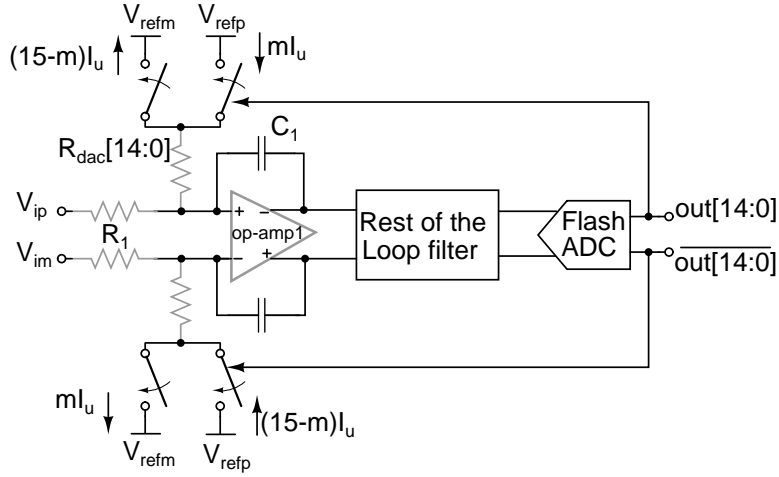 V_refm V_refp
(15-m)I_u mI_u
R_dac[14:0]
C_1
V_ip
R_1
V_im
+ −
op-amp1
− +
Rest of the
Loop filter
Flash
ADC
out[14:0]
out[14:0]
mI_u (15-m)I_u
V_refm V_refp